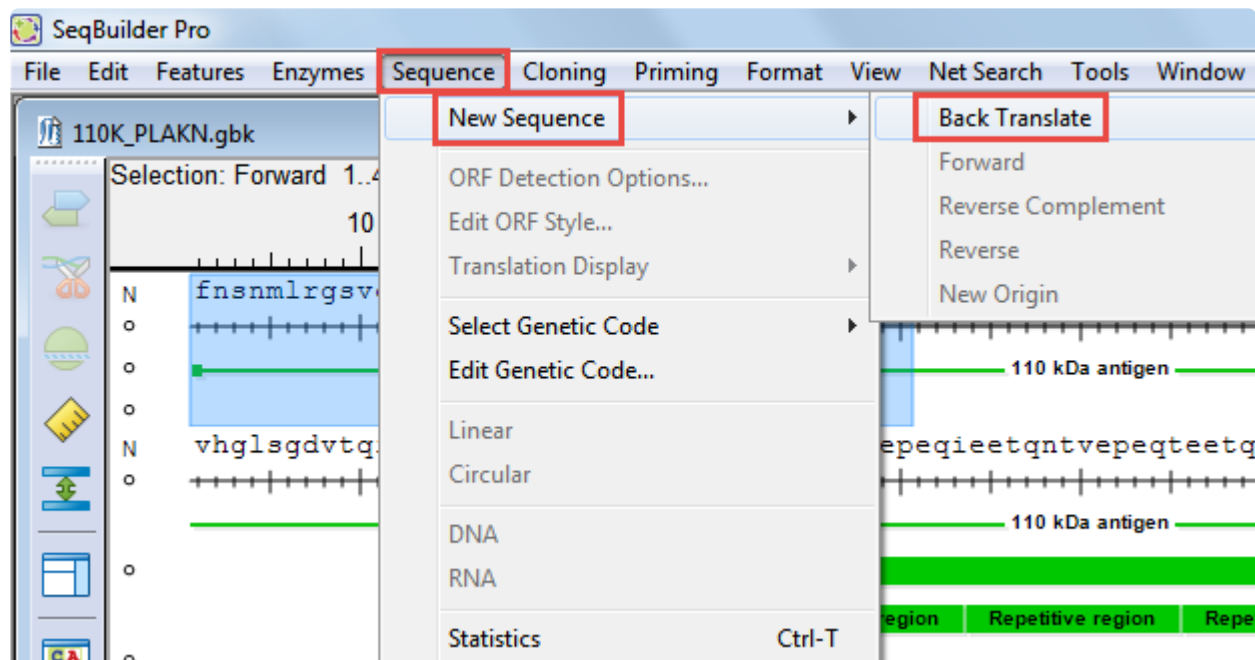 SeqBuilder Pro
File Edit Features Enzymes Sequence Cloning Priming Format View Net Search Tools Window
110K_PLAKN.gbk
Selection: Forward 1..4
10
N fnsnmlrgsv
110 kDa antigen
N vhglsgdvtq
epeqieetqntvepeqteetq
110 kDa antigen
region Repetitive region Repe
CA
New Sequence
ORF Detection Options...
Edit ORF Style...
Translation Display
Select Genetic Code
Edit Genetic Code...
Linear
Circular
DNA
RNA
Statistics Ctrl-T
Back Translate
Forward
Reverse Complement
Reverse
New Origin